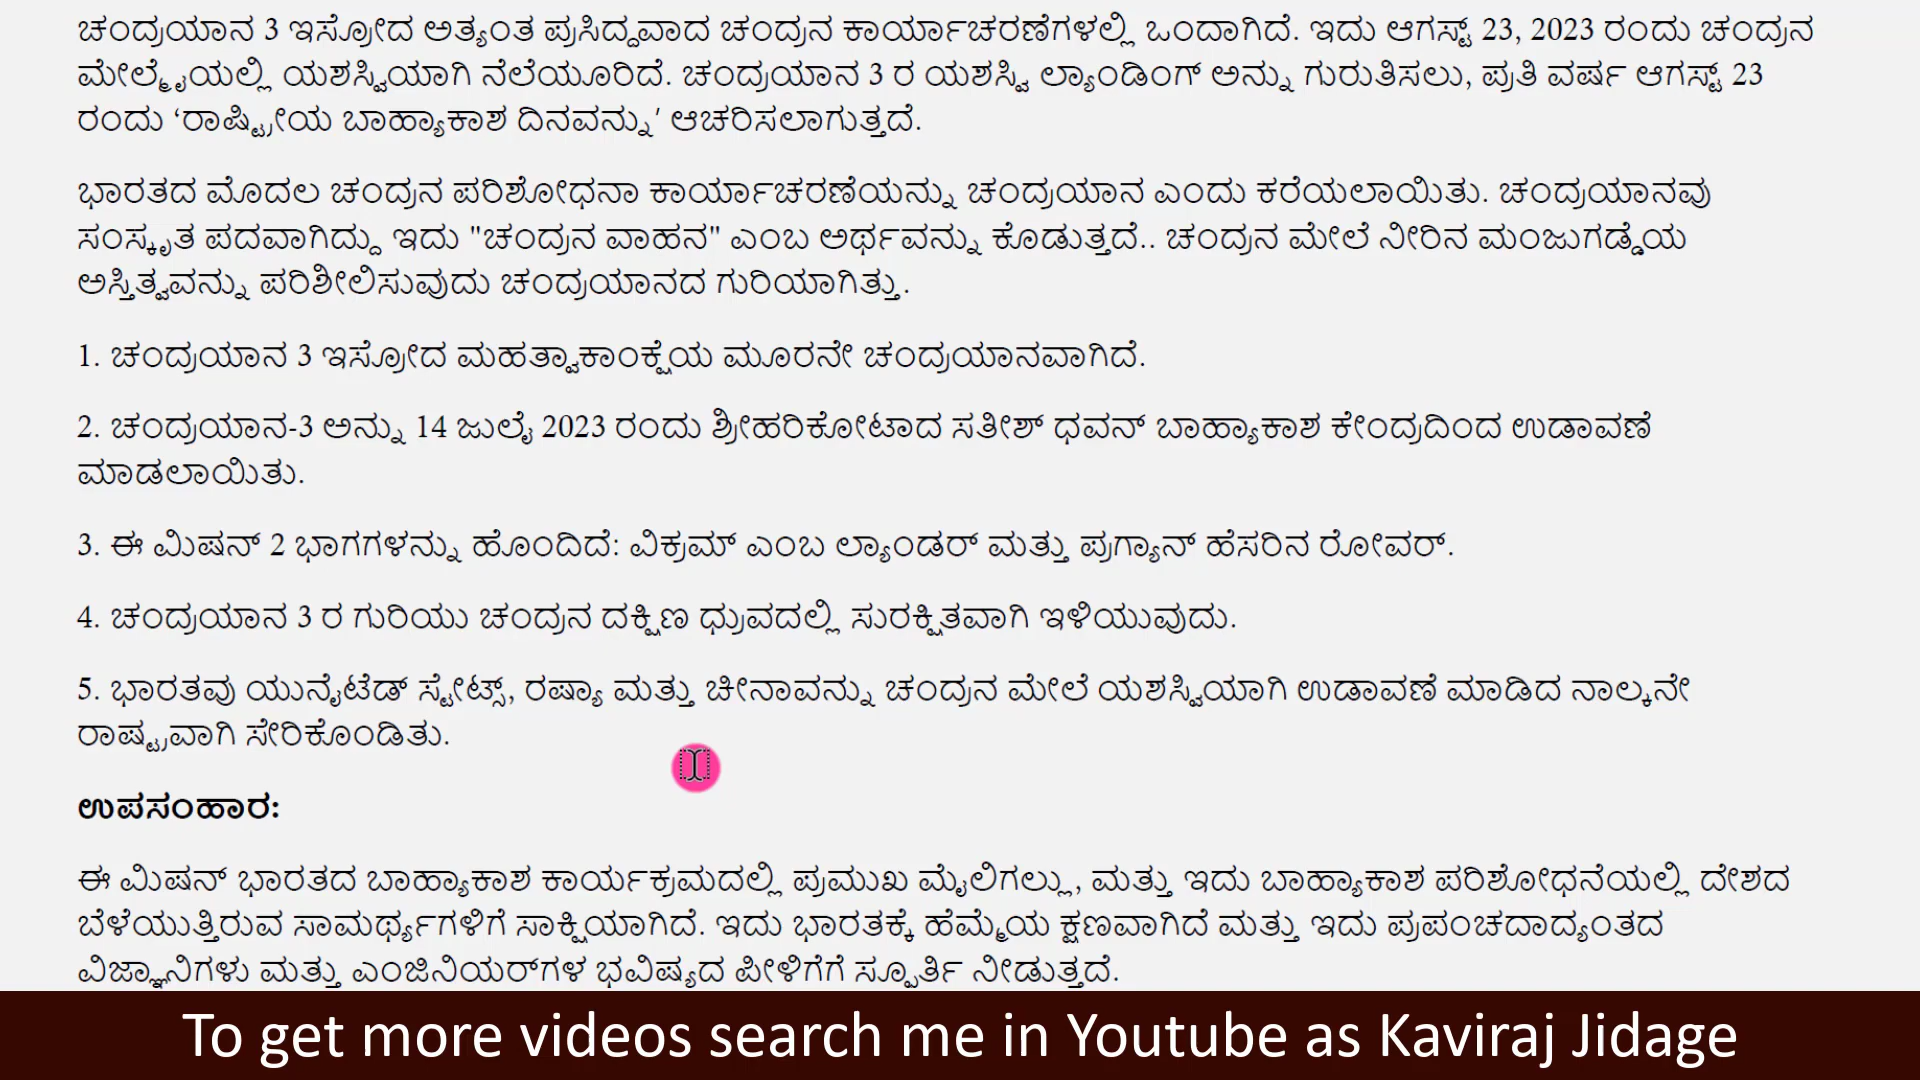 ಚಂದ್ರಯಾನ 3 ಇಸ್ರೋದ ಅತ್ಯಂತ ಪ್ರಸಿದ್ಧವಾದ ಚಂದ್ರನ ಕಾರ್ಯಾಚರಣೆಗಳಲ್ಲಿ ಒಂದಾಗಿದೆ. ಇದು ಆಗಸ್ಟ್ 23, 2023 ರಂದು ಚಂದ್ರನ
ಮೇಲ್ಮೈಯಲ್ಲಿ ಯಶಸ್ವಿಯಾಗಿ ನೆಲೆಯೂರಿದೆ. ಚಂದ್ರಯಾನ 3 ರ ಯಶಸ್ವಿ ಲ್ಯಾಂಡಿಂಗ್ ಅನ್ನು ಗುರುತಿಸಲು, ಪ್ರತಿ ವರ್ಷ ಆಗಸ್ಟ್ 23
ರಂದು ‘ರಾಷ್ಟ್ರೀಯ ಬಾಹ್ಯಾಕಾಶ ದಿನವನ್ನು’ ಆಚರಿಸಲಾಗುತ್ತದೆ.
ಭಾರತದ ಮೊದಲ ಚಂದ್ರನ ಪರಿಶೋಧನಾ ಕಾರ್ಯಾಚರಣೆಯನ್ನು ಚಂದ್ರಯಾನ ಎಂದು ಕರೆಯಲಾಯಿತು. ಚಂದ್ರಯಾನವು
ಸಂಸ್ಕೃತ ಪದವಾಗಿದ್ದು ಇದು "ಚಂದ್ರನ ವಾಹನ" ಎಂಬ ಅರ್ಥವನ್ನು ಕೊಡುತ್ತದೆ.. ಚಂದ್ರನ ಮೇಲೆ ನೀರಿನ ಮಂಜುಗಡ್ಡೆಯ
ಅಸ್ತಿತ್ವವನ್ನು ಪರಿಶೀಲಿಸುವುದು ಚಂದ್ರಯಾನದ ಗುರಿಯಾಗಿತ್ತು.
1. ಚಂದ್ರಯಾನ 3 ಇಸ್ರೋದ ಮಹತ್ವಾಕಾಂಕ್ಷೆಯ ಮೂರನೇ ಚಂದ್ರಯಾನವಾಗಿದೆ.
2. ಚಂದ್ರಯಾನ-3 ಅನ್ನು 14 ಜುಲೈ 2023 ರಂದು ಶ್ರೀಹರಿಕೋಟಾದ ಸತೀಶ್ ಧವನ್ ಬಾಹ್ಯಾಕಾಶ ಕೇಂದ್ರದಿಂದ ಉಡಾವಣೆ
ಮಾಡಲಾಯಿತು.
3. ಈ ಮಿಷನ್ 2 ಭಾಗಗಳನ್ನು ಹೊಂದಿದೆ: ವಿಕ್ರಮ್ ಎಂಬ ಲ್ಯಾಂಡರ್ ಮತ್ತು ಪ್ರಗ್ಯಾನ್ ಹೆಸರಿನ ರೋವರ್.
4. ಚಂದ್ರಯಾನ 3 ರ ಗುರಿಯು ಚಂದ್ರನ ದಕ್ಷಿಣ ಧ್ರುವದಲ್ಲಿ ಸುರಕ್ಷಿತವಾಗಿ ಇಳಿಯುವುದು.
5. ಭಾರತವು ಯುನೈಟೆಡ್ ಸ್ಟೇಟ್ಸ್, ರಷ್ಯಾ ಮತ್ತು ಚೀನಾವನ್ನು ಚಂದ್ರನ ಮೇಲೆ ಯಶಸ್ವಿಯಾಗಿ ಉಡಾವಣೆ ಮಾಡಿದ ನಾಲ್ಕನೇ
ರಾಷ್ಟ್ರವಾಗಿ ಸೇರಿಕೊಂಡಿತು.
ಉಪಸಂಹಾರ:
ಈ ಮಿಷನ್ ಭಾರತದ ಬಾಹ್ಯಾಕಾಶ ಕಾರ್ಯಕ್ರಮದಲ್ಲಿ ಪ್ರಮುಖ ಮೈಲಿಗಲ್ಲು, ಮತ್ತು ಇದು ಬಾಹ್ಯಾಕಾಶ ಪರಿಶೋಧನೆಯಲ್ಲಿ ದೇಶದ
ಬೆಳೆಯುತ್ತಿರುವ ಸಾಮರ್ಥ್ಯಗಳಿಗೆ ಸಾಕ್ಷಿಯಾಗಿದೆ. ಇದು ಭಾರತಕ್ಕೆ ಹೆಮ್ಮೆಯ ಕ್ಷಣವಾಗಿದೆ ಮತ್ತು ಇದು ಪ್ರಪಂಚದಾದ್ಯಂತದ
ವಿಜ್ಞಾನಿಗಳು ಮತ್ತು ಎಂಜಿನಿಯರ್‌ಗಳ ಭವಿಷ್ಯದ ಪೀಳಿಗೆಗೆ ಸ್ಪೂರ್ತಿ ನೀಡುತ್ತದೆ.
To get more videos search me in Youtube as Kaviraj Jidage